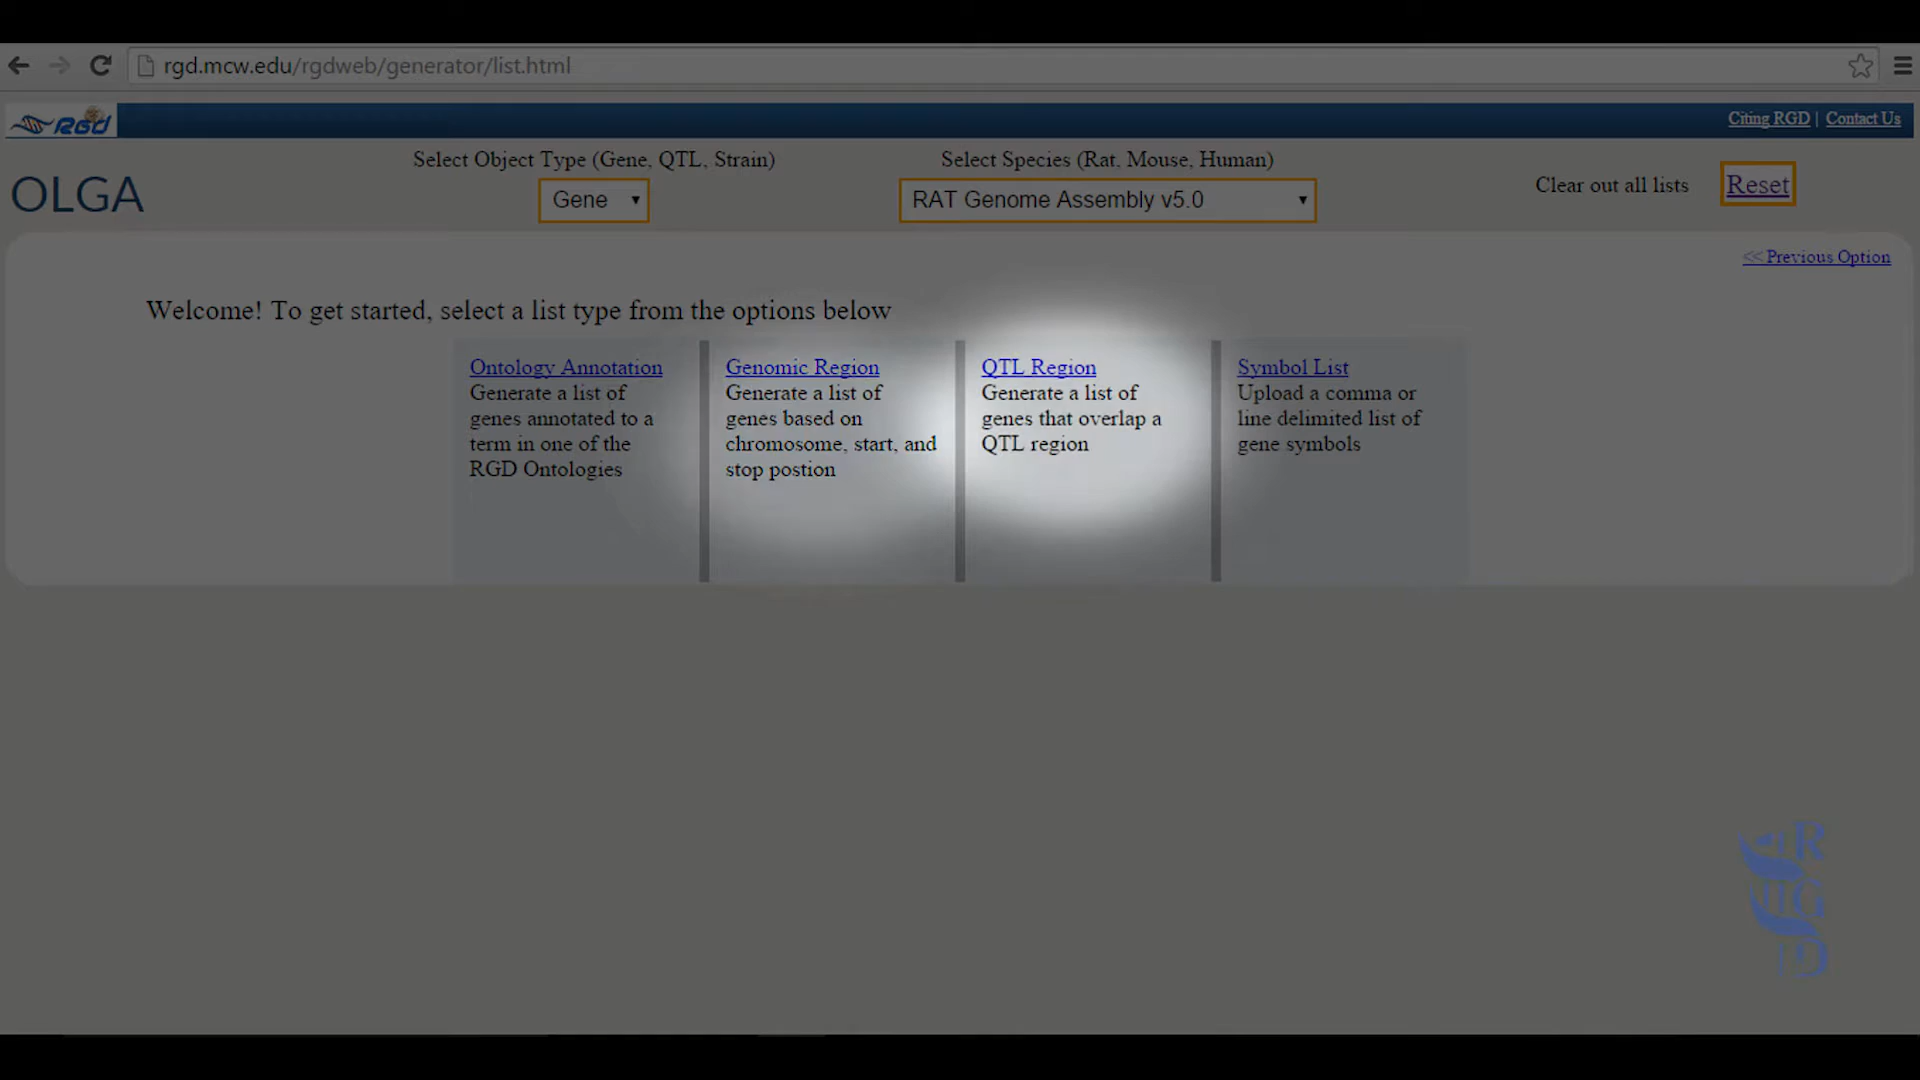 rgd.mcw.edu/rgdweb/generator/list.html
RGD
Citing RGD | Contact Us
OLGA
Select Object Type (Gene, QTL, Strain)
Gene
Select Species (Rat, Mouse, Human)
RAT Genome Assembly v5.0
Clear out all lists
Reset
<< Previous Option
Welcome! To get started, select a list type from the options below
Ontology Annotation
Generate a list of
genes annotated to a
term in one of the
RGD Ontologies
Genomic Region
Generate a list of
genes based on
chromosome, start, and
stop postion
QTL Region
Generate a list of
genes that overlap a
QTL region
Symbol List
Upload a comma or
line delimited list of
gene symbols
R
G
D